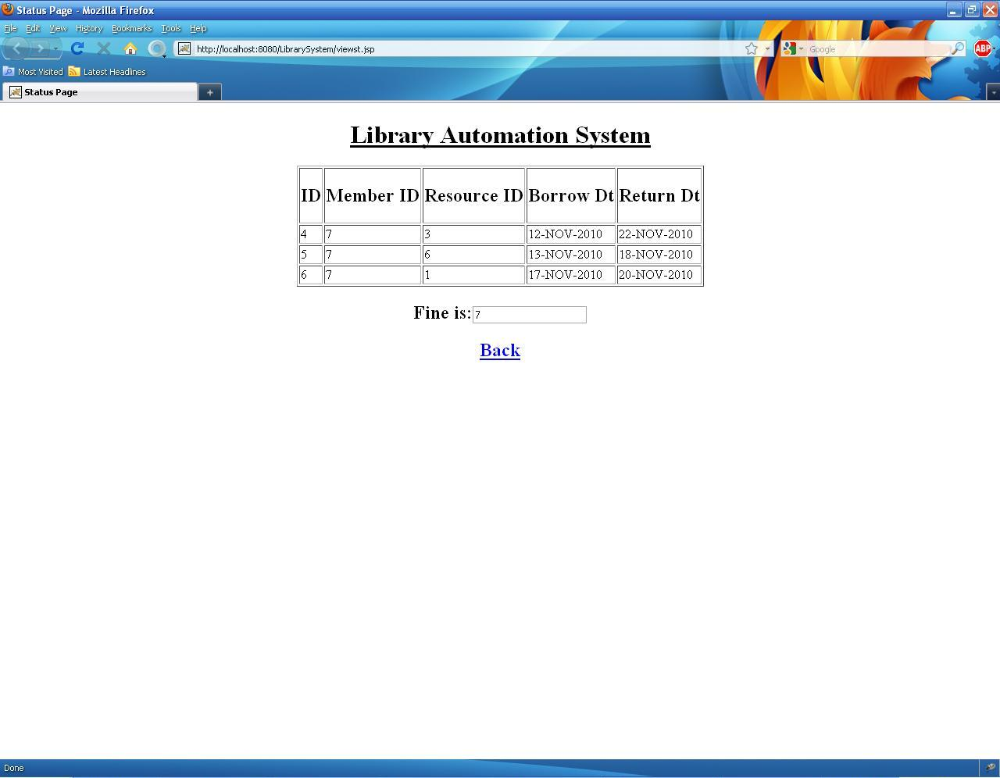 Status Page - Mozilla Firefox
File Edit View History Bookmarks Tools Help
http://localhost:8080/LibrarySystem/viewst.jsp
Google
ABP
Most Visited Latest Headlines
Status Page
Library Automation System
ID Member ID Resource ID Borrow Dt Return Dt
4 7 3 12-NOV-2010 22-NOV-2010
5 7 6 13-NOV-2010 18-NOV-2010
6 7 1 17-NOV-2010 20-NOV-2010
Fine is: 7
Back
Done